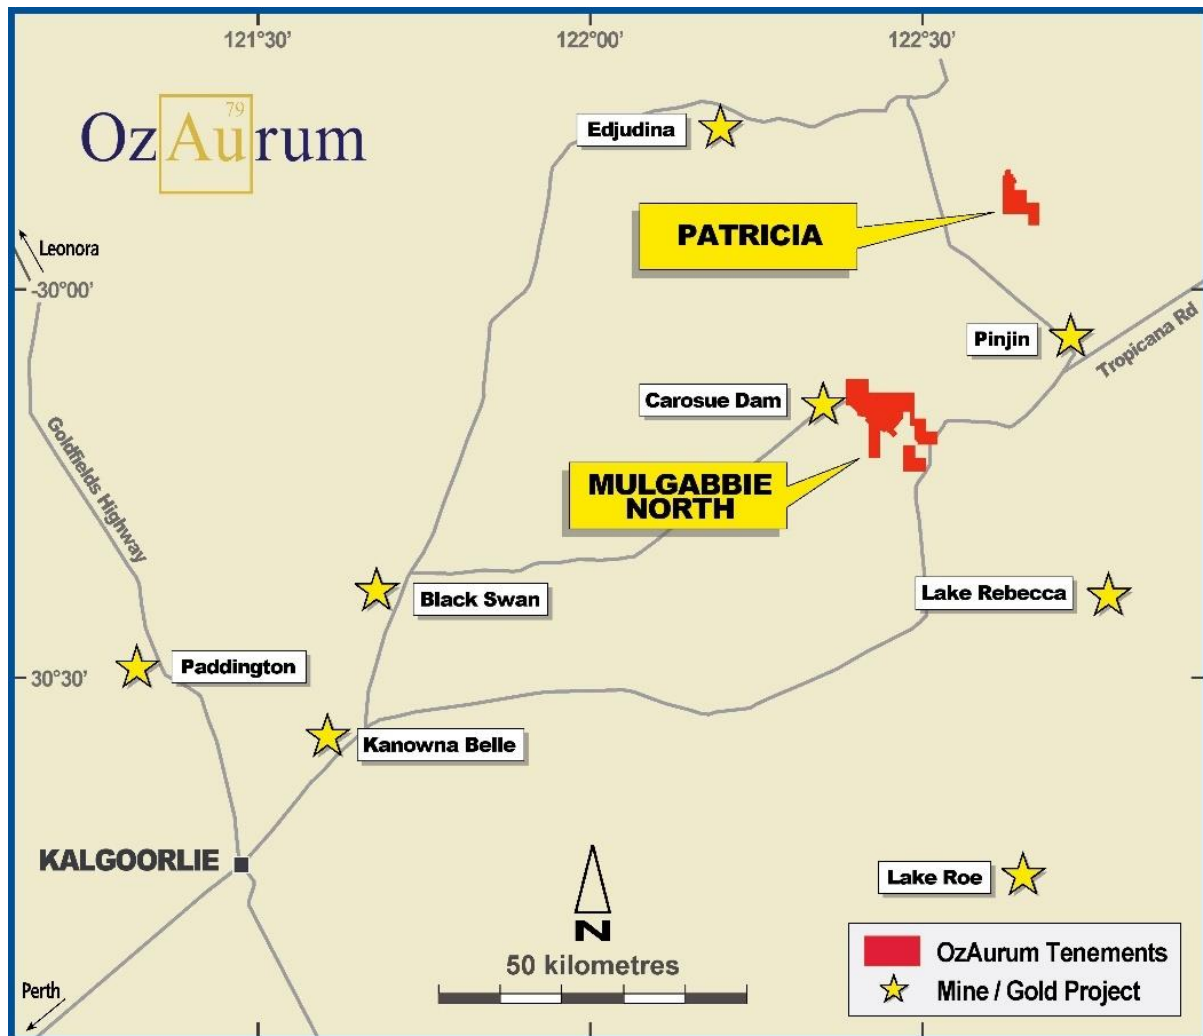 121°30' 122°00' 122°30'
79
OzAurum
Edjudina
PATRICIA
Leonora
-30°00'
Pinjin
Tropicana Rd
Carosue Dam
Goldfields Highway
MULGABBIE
NORTH
Black Swan
Lake Rebecca
Paddington
30°30'
Kanowna Belle
KALGOORLIE
Lake Roe
N
50 kilometres
OzAurum Tenements
Mine / Gold Project
Perth